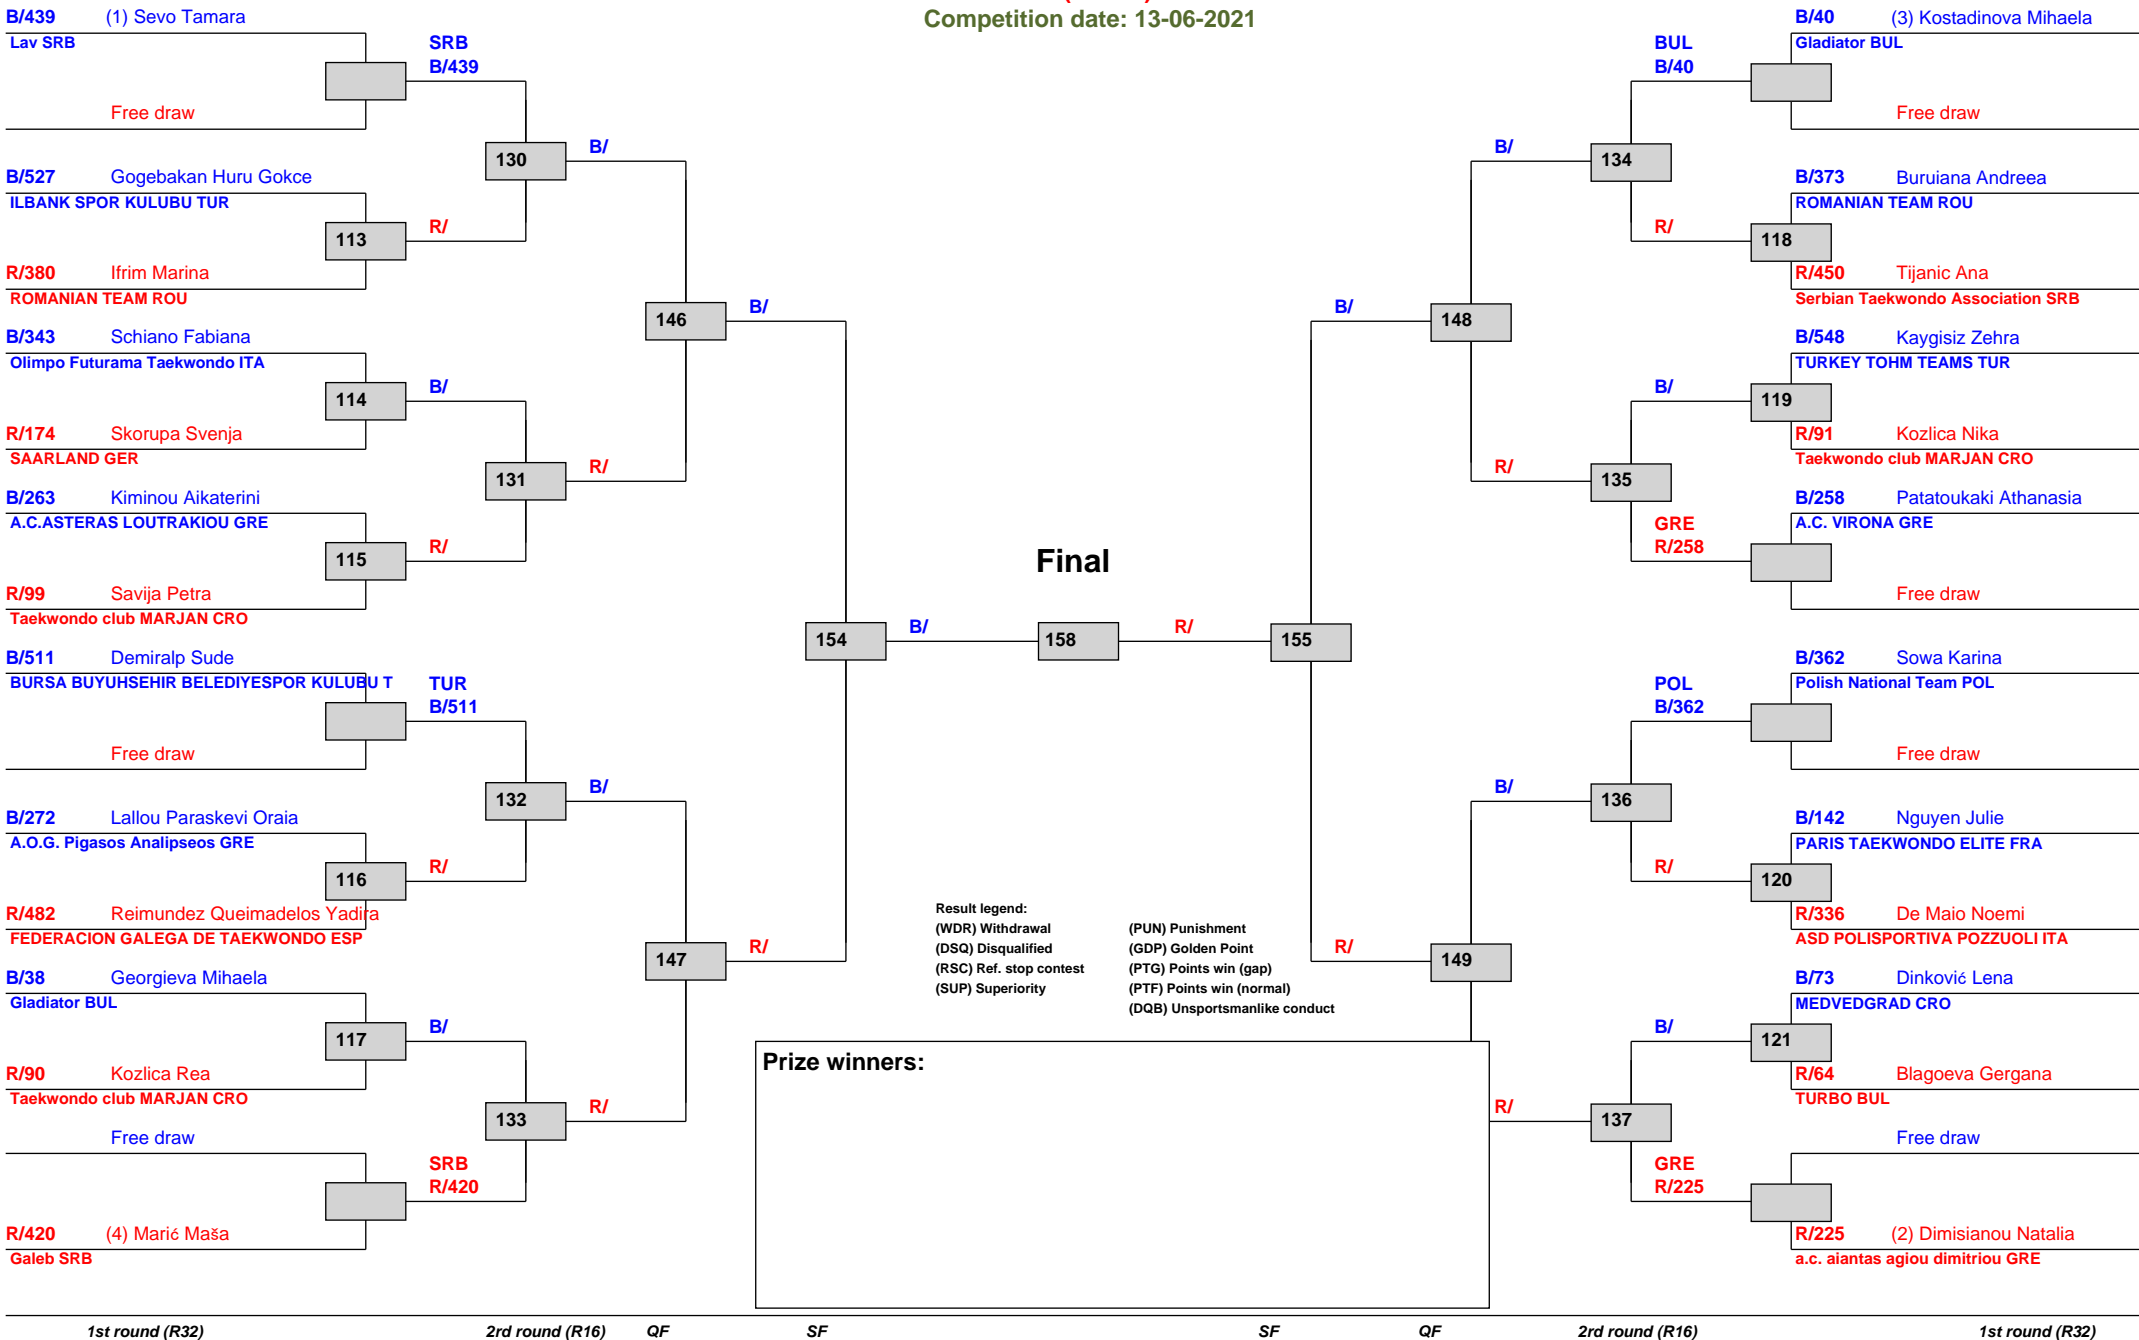 Competition date: 13-06-2021
B/439 (1) Sevo Tamara
Lav SRB
Free draw
SRB
B/439
B/527 Gogebakan Huru Gokce
ILBANK SPOR KULUBU TUR
113
R/380 Ifrim Marina
ROMANIAN TEAM ROU
R/
130
B/
B/343 Schiano Fabiana
Olimpo Futurama Taekwondo ITA
114
R/174 Skorupa Svenja
SAARLAND GER
B/
B/263 Kiminou Aikaterini
A.C.ASTERAS LOUTRAKIOU GRE
115
R/99 Savija Petra
Taekwondo club MARJAN CRO
R/
131
R/
146
B/
B/511 Demiralp Sude
BURSA BUYUHSEHIR BELEDIYESPOR KULUBU T
Free draw
TUR
B/511
B/272 Lallou Paraskevi Oraia
A.O.G. Pigasos Analipseos GRE
116
R/482 Reimundez Queimadelos Yadira
FEDERACION GALEGA DE TAEKWONDO ESP
R/
132
B/
B/38 Georgieva Mihaela
Gladiator BUL
117
R/90 Kozlica Rea
Taekwondo club MARJAN CRO
B/
Free draw
R/420 (4) Marić Maša
Galeb SRB
SRB
R/420
133
R/
147
R/
154
B/
Final
158
R/
155
B/40 (3) Kostadinova Mihaela
Gladiator BUL
Free draw
BUL
B/40
B/373 Buruiana Andreea
ROMANIAN TEAM ROU
118
R/450 Tijanic Ana
Serbian Taekwondo Association SRB
R/
134
B/
B/548 Kaygisiz Zehra
TURKEY TOHM TEAMS TUR
119
R/91 Kozlica Nika
Taekwondo club MARJAN CRO
B/
B/258 Patatoukaki Athanasia
A.C. VIRONA GRE
Free draw
GRE
R/258
135
R/
148
B/
B/362 Sowa Karina
Polish National Team POL
Free draw
POL
B/362
B/142 Nguyen Julie
PARIS TAEKWONDO ELITE FRA
120
R/336 De Maio Noemi
ASD POLISPORTIVA POZZUOLI ITA
R/
136
B/
B/73 Dinković Lena
MEDVEDGRAD CRO
121
R/64 Blagoeva Gergana
TURBO BUL
B/
Free draw
R/225 (2) Dimisianou Natalia
a.c. aiantas agiou dimitriou GRE
GRE
R/225
137
R/
149
R/
Result legend:
(WDR) Withdrawal (PUN) Punishment
(DSQ) Disqualified (GDP) Golden Point
(RSC) Ref. stop contest (PTG) Points win (gap)
(SUP) Superiority (PTF) Points win (normal)
(DQB) Unsportsmanlike conduct
Prize winners:
1st round (R32) 2rd round (R16) QF SF SF QF 2rd round (R16) 1st round (R32)